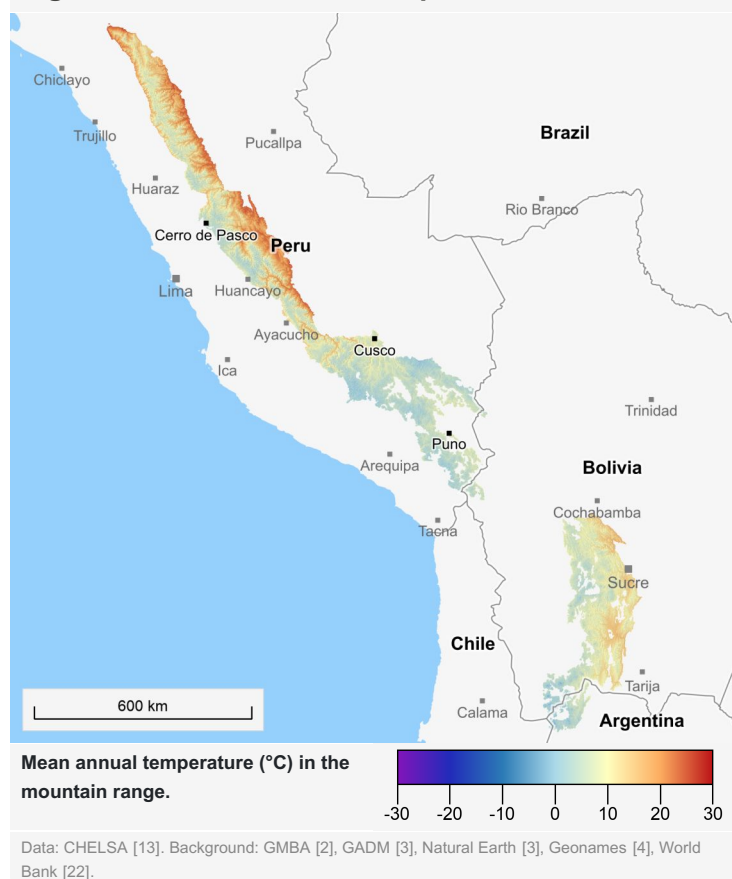 Chiclayo
Trujillo
Pucallpa
Brazil
Huaraz
Rio Branco
Cerro de Pasco
Peru
Lima
Huancayo
Ayacucho
Cusco
Ica
Trinidad
Puno
Arequipa
Bolivia
Cochabamba
Tacna
Sucre
Chile
Tarija
600 km
Calama
Argentina
Mean annual temperature (°C) in the
mountain range.
-30 -20 -10 0 10 20 30
Data: CHELSA [13]. Background: GMBA [2], GADM [3], Natural Earth [3], Geonames [4], World
Bank [22].